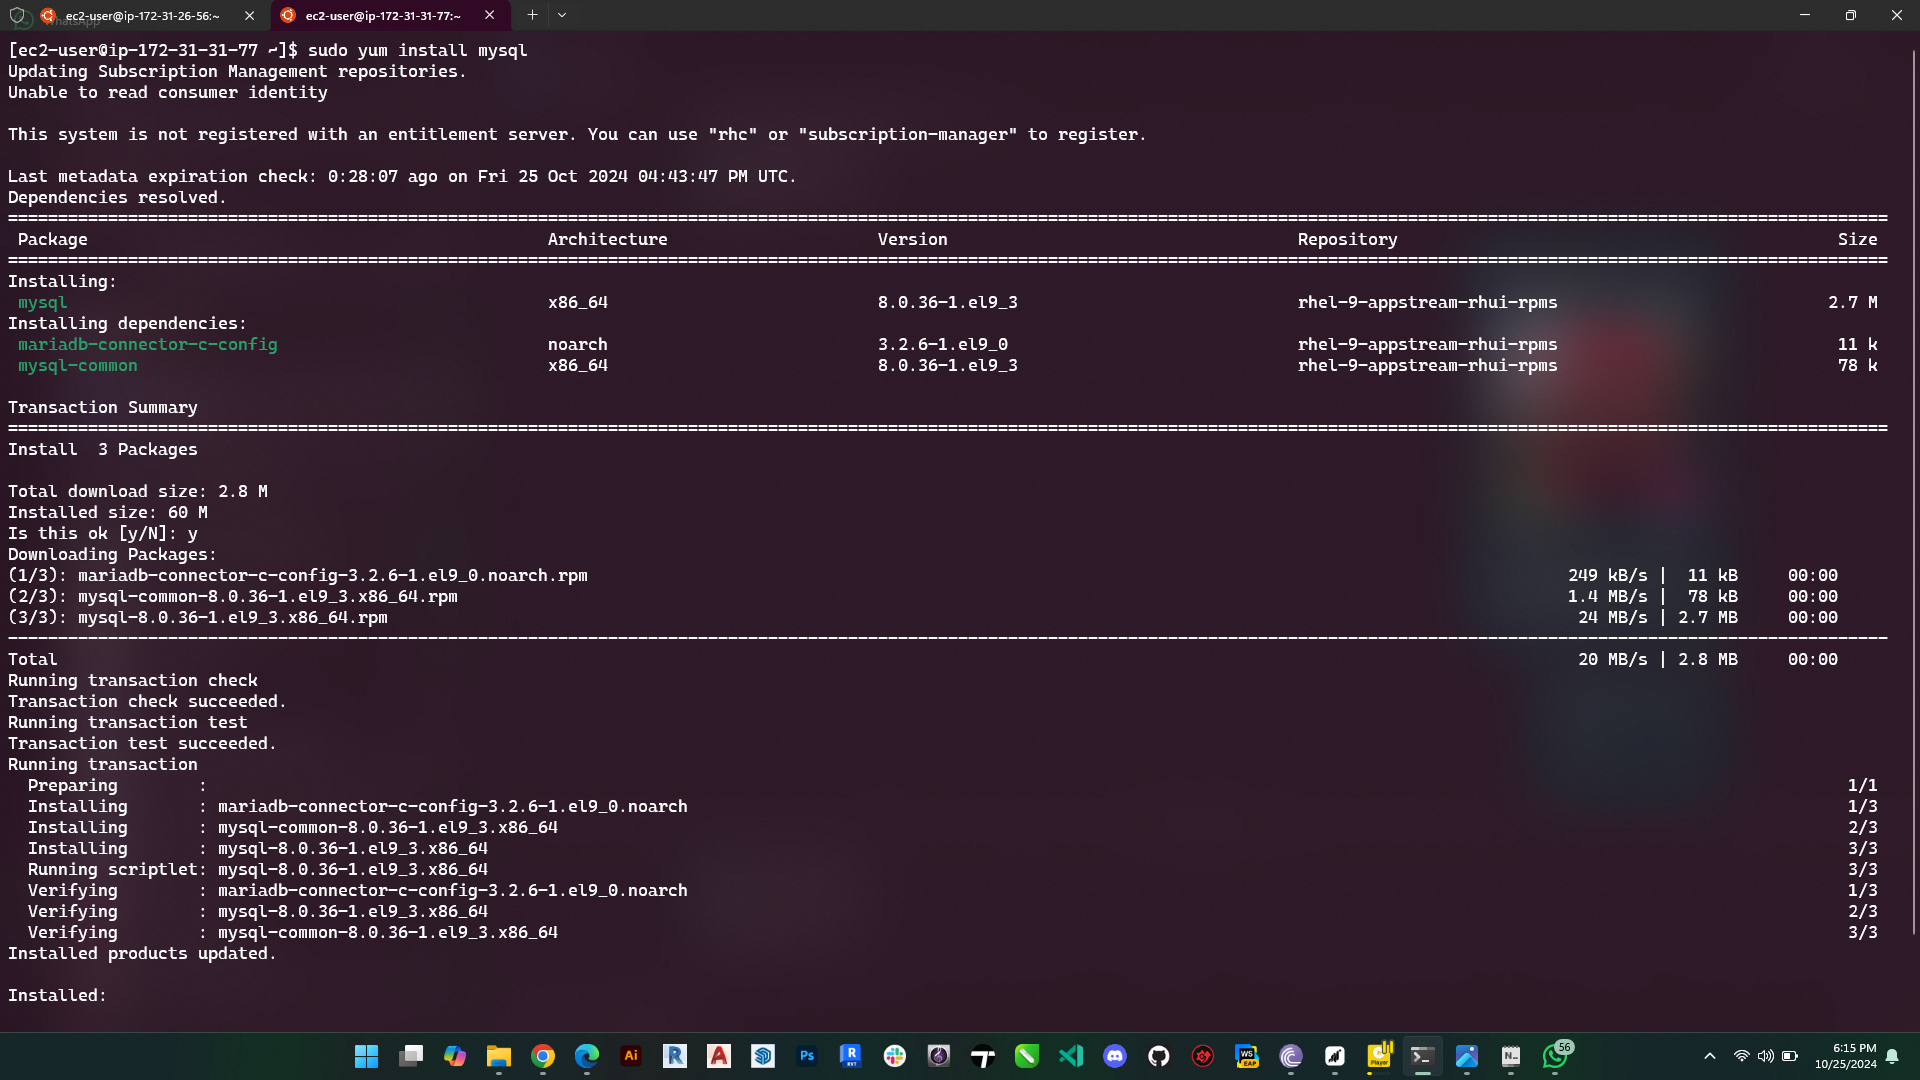 ec2-user@ip-172-31-26-56:~
ec2-user@ip-172-31-31-77:~
WhatsApp
[ec2-user@ip-172-31-31-77 ~]$ sudo yum install mysql
Updating Subscription Management repositories.
Unable to read consumer identity
This system is not registered with an entitlement server. You can use "rhc" or "subscription-manager" to register.
Last metadata expiration check: 0:28:07 ago on Fri 25 Oct 2024 04:43:47 PM UTC.
Dependencies resolved.
Package Architecture Version Repository Size
Installing:
mysql x86_64 8.0.36-1.el9_3 rhel-9-appstream-rhui-rpms 2.7 M
Installing dependencies:
mariadb-connector-c-config noarch 3.2.6-1.el9_0 rhel-9-appstream-rhui-rpms 11 k
mysql-common x86_64 8.0.36-1.el9_3 rhel-9-appstream-rhui-rpms 78 k
Transaction Summary
Install 3 Packages
Total download size: 2.8 M
Installed size: 60 M
Is this ok [y/N]: y
Downloading Packages:
(1/3): mariadb-connector-c-config-3.2.6-1.el9_0.noarch.rpm 249 kB/s | 11 kB 00:00
(2/3): mysql-common-8.0.36-1.el9_3.x86_64.rpm 1.4 MB/s | 78 kB 00:00
(3/3): mysql-8.0.36-1.el9_3.x86_64.rpm 24 MB/s | 2.7 MB 00:00
Total 20 MB/s | 2.8 MB 00:00
Running transaction check
Transaction check succeeded.
Running transaction test
Transaction test succeeded.
Running transaction
Preparing : 1/1
Installing : mariadb-connector-c-config-3.2.6-1.el9_0.noarch 1/3
Installing : mysql-common-8.0.36-1.el9_3.x86_64 2/3
Installing : mysql-8.0.36-1.el9_3.x86_64 3/3
Running scriptlet: mysql-8.0.36-1.el9_3.x86_64 3/3
Verifying : mariadb-connector-c-config-3.2.6-1.el9_0.noarch 1/3
Verifying : mysql-8.0.36-1.el9_3.x86_64 2/3
Verifying : mysql-common-8.0.36-1.el9_3.x86_64 3/3
Installed products updated.
Installed:
Ai R A Ps R RVT WS EAP Player N 56
6:15 PM
10/25/2024